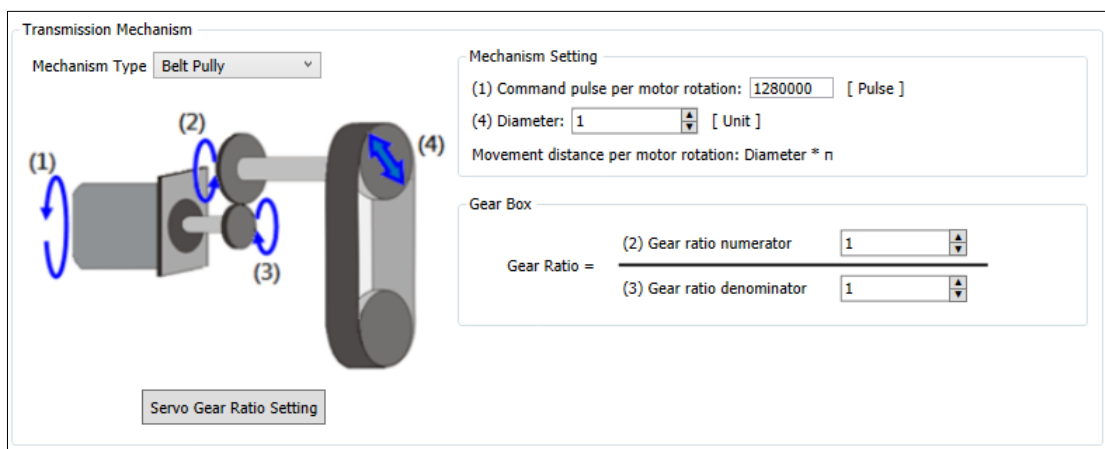 Transmission Mechanism
Mechanism Type Belt Pully
Mechanism Setting
(1) Command pulse per motor rotation: 1280000 [ Pulse ]
(4) Diameter: 1 [ Unit ]
Movement distance per motor rotation: Diameter * π
(1)
(2)
(3)
(4)
Gear Box
Gear Ratio =
(2) Gear ratio numerator 1
(3) Gear ratio denominator 1
Servo Gear Ratio Setting